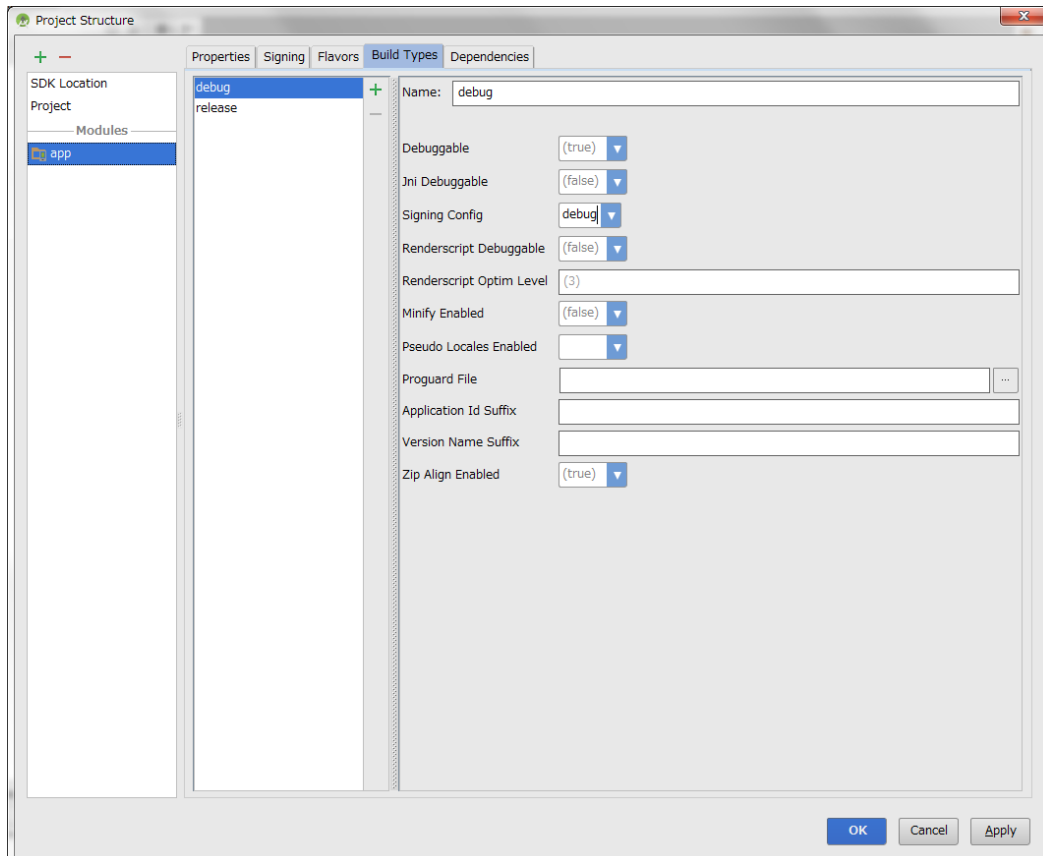 Project Structure
Properties Signing Flavors Build Types Dependencies
SDK Location
Project
Modules
app
debug
release
Name: debug
Debuggable (true)
Jni Debuggable (false)
Signing Config debug
Renderscript Debuggable (false)
Renderscript Optim Level (3)
Minify Enabled (false)
Pseudo Locales Enabled
Proguard File ...
Application Id Suffix
Version Name Suffix
Zip Align Enabled (true)
OK Cancel Apply